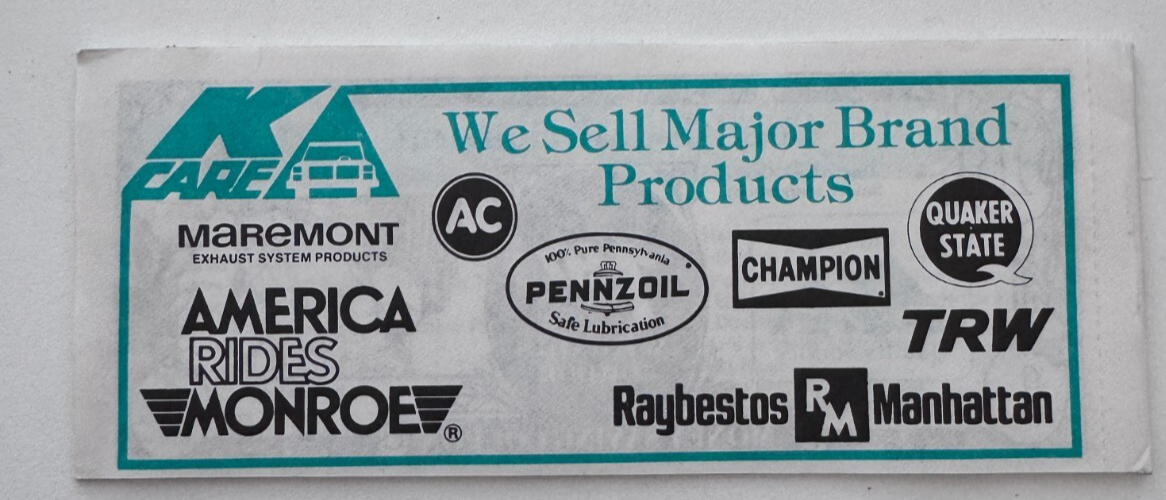 K
CARE
We Sell Major Brand
Products
maremont
EXHAUST SYSTEM PRODUCTS
AMERICA
RIDES
MONROE®
AC
100% Pure Pennsylvania
PENNZOIL
Safe Lubrication
CHAMPION
QUAKER
STATE
TRW
Raybestos RM Manhattan